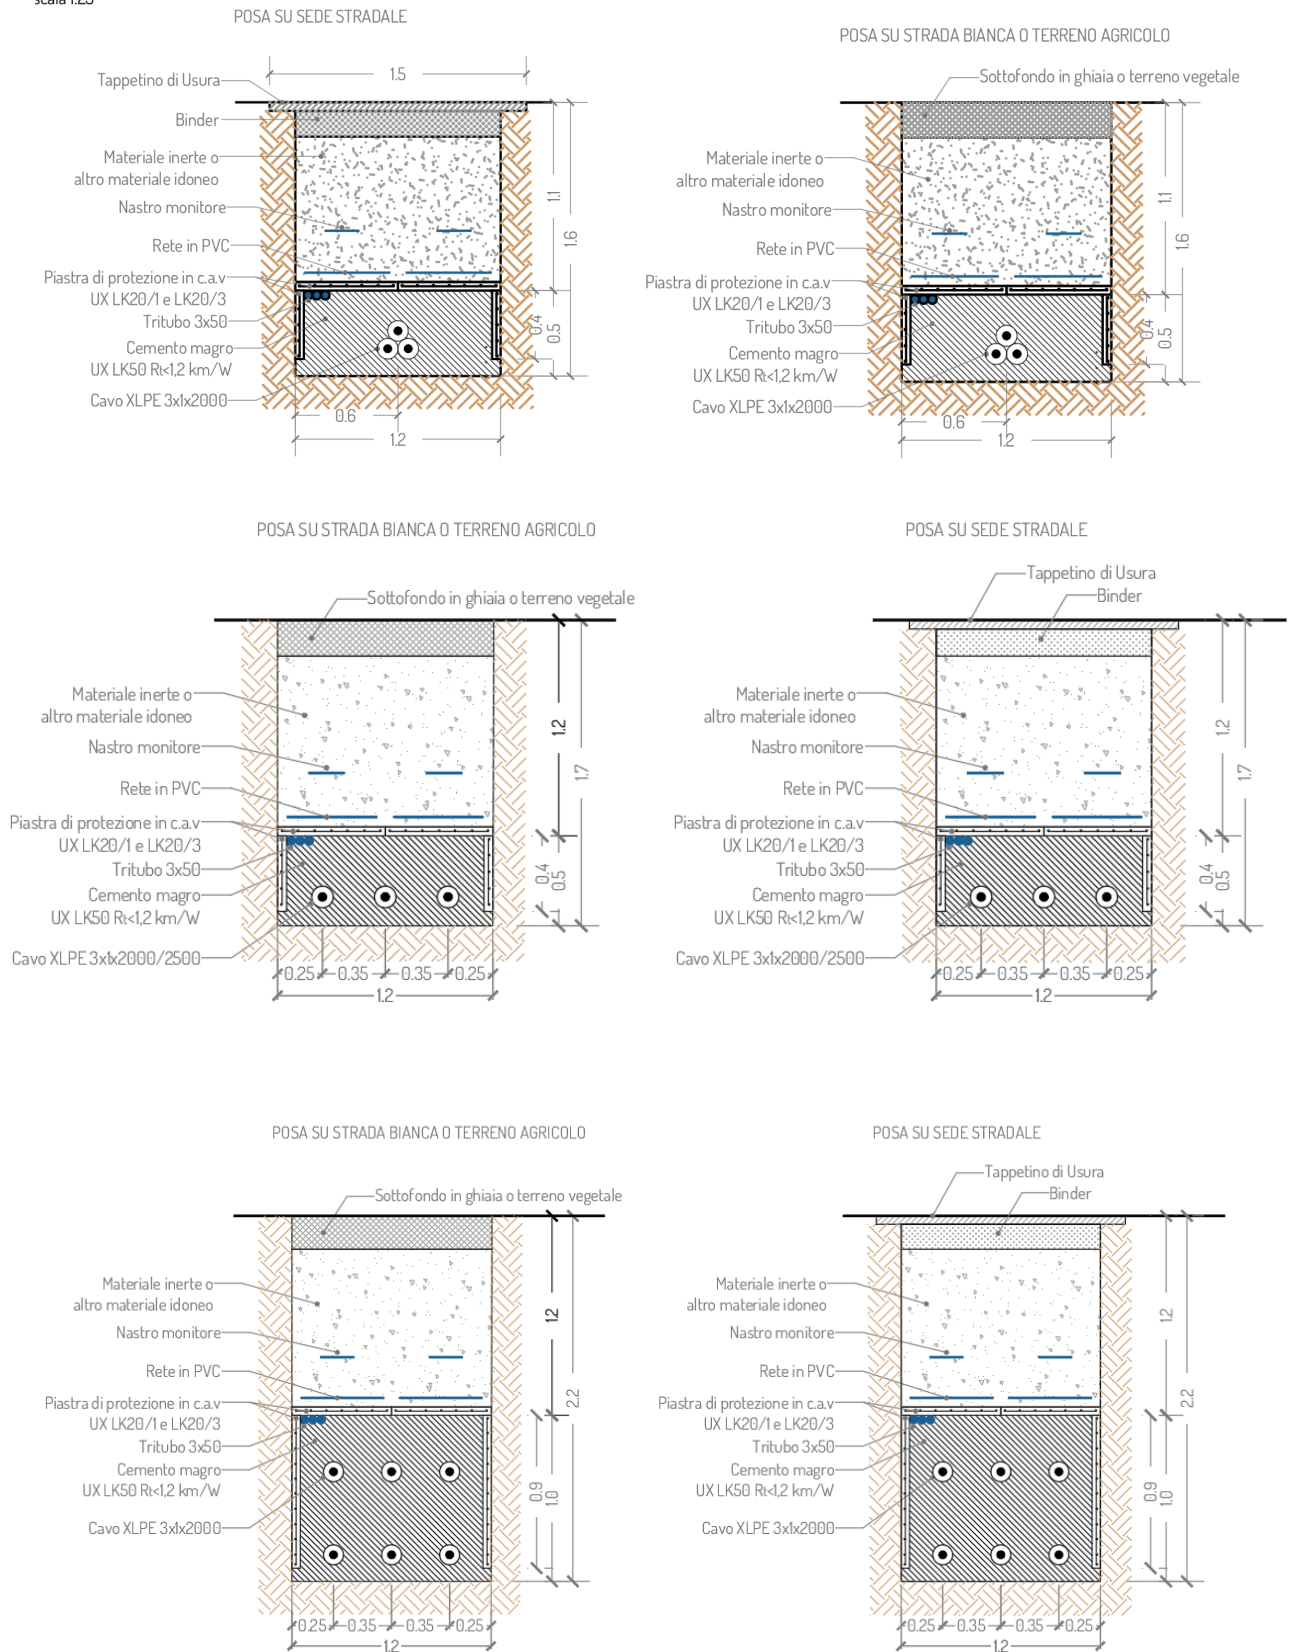 scala 1:25
POSA SU SEDE STRADALE
1.5
Tappetino di Usura
Binder
Materiale inerte o
altro materiale idoneo
Nastro monitore
Rete in PVC
Piastra di protezione in c.a.v
UX LK20/1 e LK20/3
Tritubo 3x50
Cemento magro
UX LK50 Rt<1,2 km/W
Cavo XLPE 3x1x2000
1.1
1.6
0.4
0.5
0.6
1.2
POSA SU STRADA BIANCA O TERRENO AGRICOLO
Sottofondo in ghiaia o terreno vegetale
Materiale inerte o
altro materiale idoneo
Nastro monitore
Rete in PVC
Piastra di protezione in c.a.v
UX LK20/1 e LK20/3
Tritubo 3x50
Cemento magro
UX LK50 Rt<1,2 km/W
Cavo XLPE 3x1x2000
1.1
1.6
0.4
0.5
0.6
1.2
POSA SU STRADA BIANCA O TERRENO AGRICOLO
Sottofondo in ghiaia o terreno vegetale
Materiale inerte o
altro materiale idoneo
Nastro monitore
Rete in PVC
Piastra di protezione in c.a.v
UX LK20/1 e LK20/3
Tritubo 3x50
Cemento magro
UX LK50 Rt<1,2 km/W
Cavo XLPE 3x1x2000/2500
1.2
1.7
0.4
0.5
0.25 0.35 0.35 0.25
1.2
POSA SU SEDE STRADALE
Tappetino di Usura
Binder
Materiale inerte o
altro materiale idoneo
Nastro monitore
Rete in PVC
Piastra di protezione in c.a.v
UX LK20/1 e LK20/3
Tritubo 3x50
Cemento magro
UX LK50 Rt<1,2 km/W
Cavo XLPE 3x1x2000/2500
1.2
1.7
0.4
0.5
0.25 0.35 0.35 0.25
1.2
POSA SU STRADA BIANCA O TERRENO AGRICOLO
Sottofondo in ghiaia o terreno vegetale
Materiale inerte o
altro materiale idoneo
Nastro monitore
Rete in PVC
Piastra di protezione in c.a.v
UX LK20/1 e LK20/3
Tritubo 3x50
Cemento magro
UX LK50 Rt<1,2 km/W
Cavo XLPE 3x1x2000
1.2
2.2
0.9
1.0
0.25 0.35 0.35 0.25
1.2
POSA SU SEDE STRADALE
Tappetino di Usura
Binder
Materiale inerte o
altro materiale idoneo
Nastro monitore
Rete in PVC
Piastra di protezione in c.a.v
UX LK20/1 e LK20/3
Tritubo 3x50
Cemento magro
UX LK50 Rt<1,2 km/W
Cavo XLPE 3x1x2000
1.2
2.2
0.9
1.0
0.25 0.35 0.35 0.25
1.2